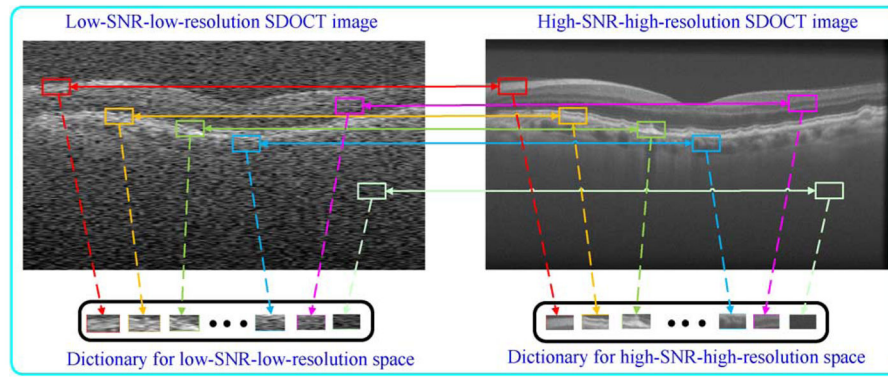 Low-SNR-low-resolution SDOCT image
High-SNR-high-resolution SDOCT image
Dictionary for low-SNR-low-resolution space
Dictionary for high-SNR-high-resolution space